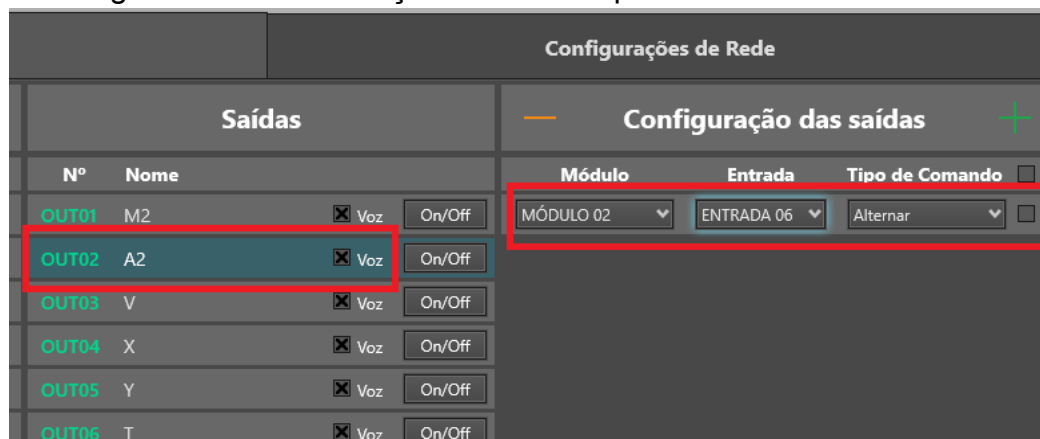 Configurações de Rede
Saídas
— Configuração das saídas +
Nº Nome
Módulo Entrada Tipo de Comando
OUT01 M2 Voz On/Off
MÓDULO 02 ENTRADA 06 Alternar
OUT02 A2 Voz On/Off
OUT03 V Voz On/Off
OUT04 X Voz On/Off
OUT05 Y Voz On/Off
OUT06 T Voz On/Off